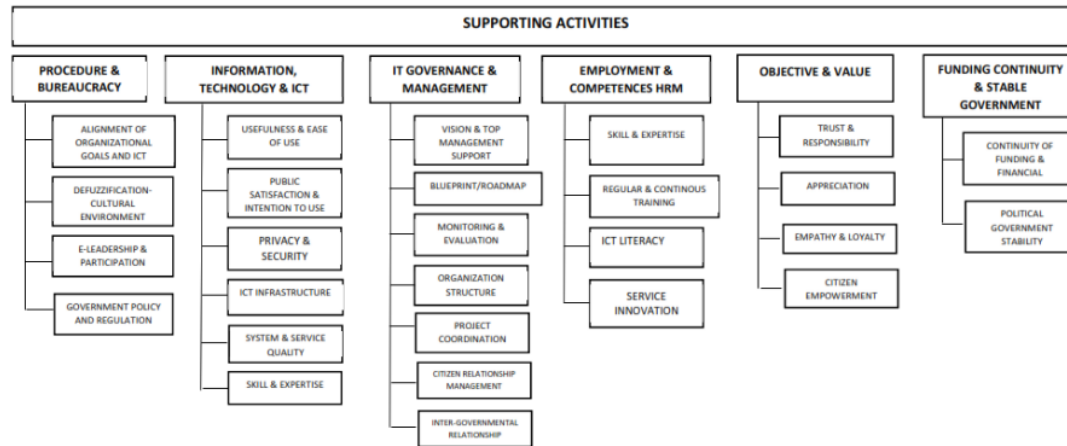 SUPPORTING ACTIVITIES
PROCEDURE &
BUREAUCRACY
ALIGNMENT OF
ORGANIZATIONAL
GOALS AND ICT
DEFUZZIFICATION-
CULTURAL
ENVIRONMENT
E-LEADERSHIP &
PARTICIPATION
GOVERNMENT POLICY
AND REGULATION
INFORMATION,
TECHNOLOGY & ICT
USEFULNESS & EASE
OF USE
PUBLIC
SATISFACTION &
INTENTION TO USE
PRIVACY &
SECURITY
ICT INFRASTRUCTURE
SYSTEM & SERVICE
QUALITY
SKILL & EXPERTISE
IT GOVERNANCE &
MANAGEMENT
VISION & TOP
MANAGEMENT
SUPPORT
BLUEPRINT/ROADMAP
MONITORING &
EVALUATION
ORGANIZATION
STRUCTURE
PROJECT
COORDINATION
CITIZEN RELATIONSHIP
MANAGEMENT
INTER-GOVERNMENTAL
RELATIONSHIP
EMPLOYMENT &
COMPETENCES HRM
SKILL & EXPERTISE
REGULAR & CONTINOUS
TRAINING
ICT LITERACY
SERVICE
INNOVATION
OBJECTIVE & VALUE
TRUST &
RESPONSIBILITY
APPRECIATION
EMPATHY & LOYALTY
CITIZEN
EMPOWERMENT
FUNDING CONTINUITY
& STABLE
GOVERNMENT
CONTINUITY OF
FUNDING &
FINANCIAL
POLITICAL
GOVERNMENT
STABILITY